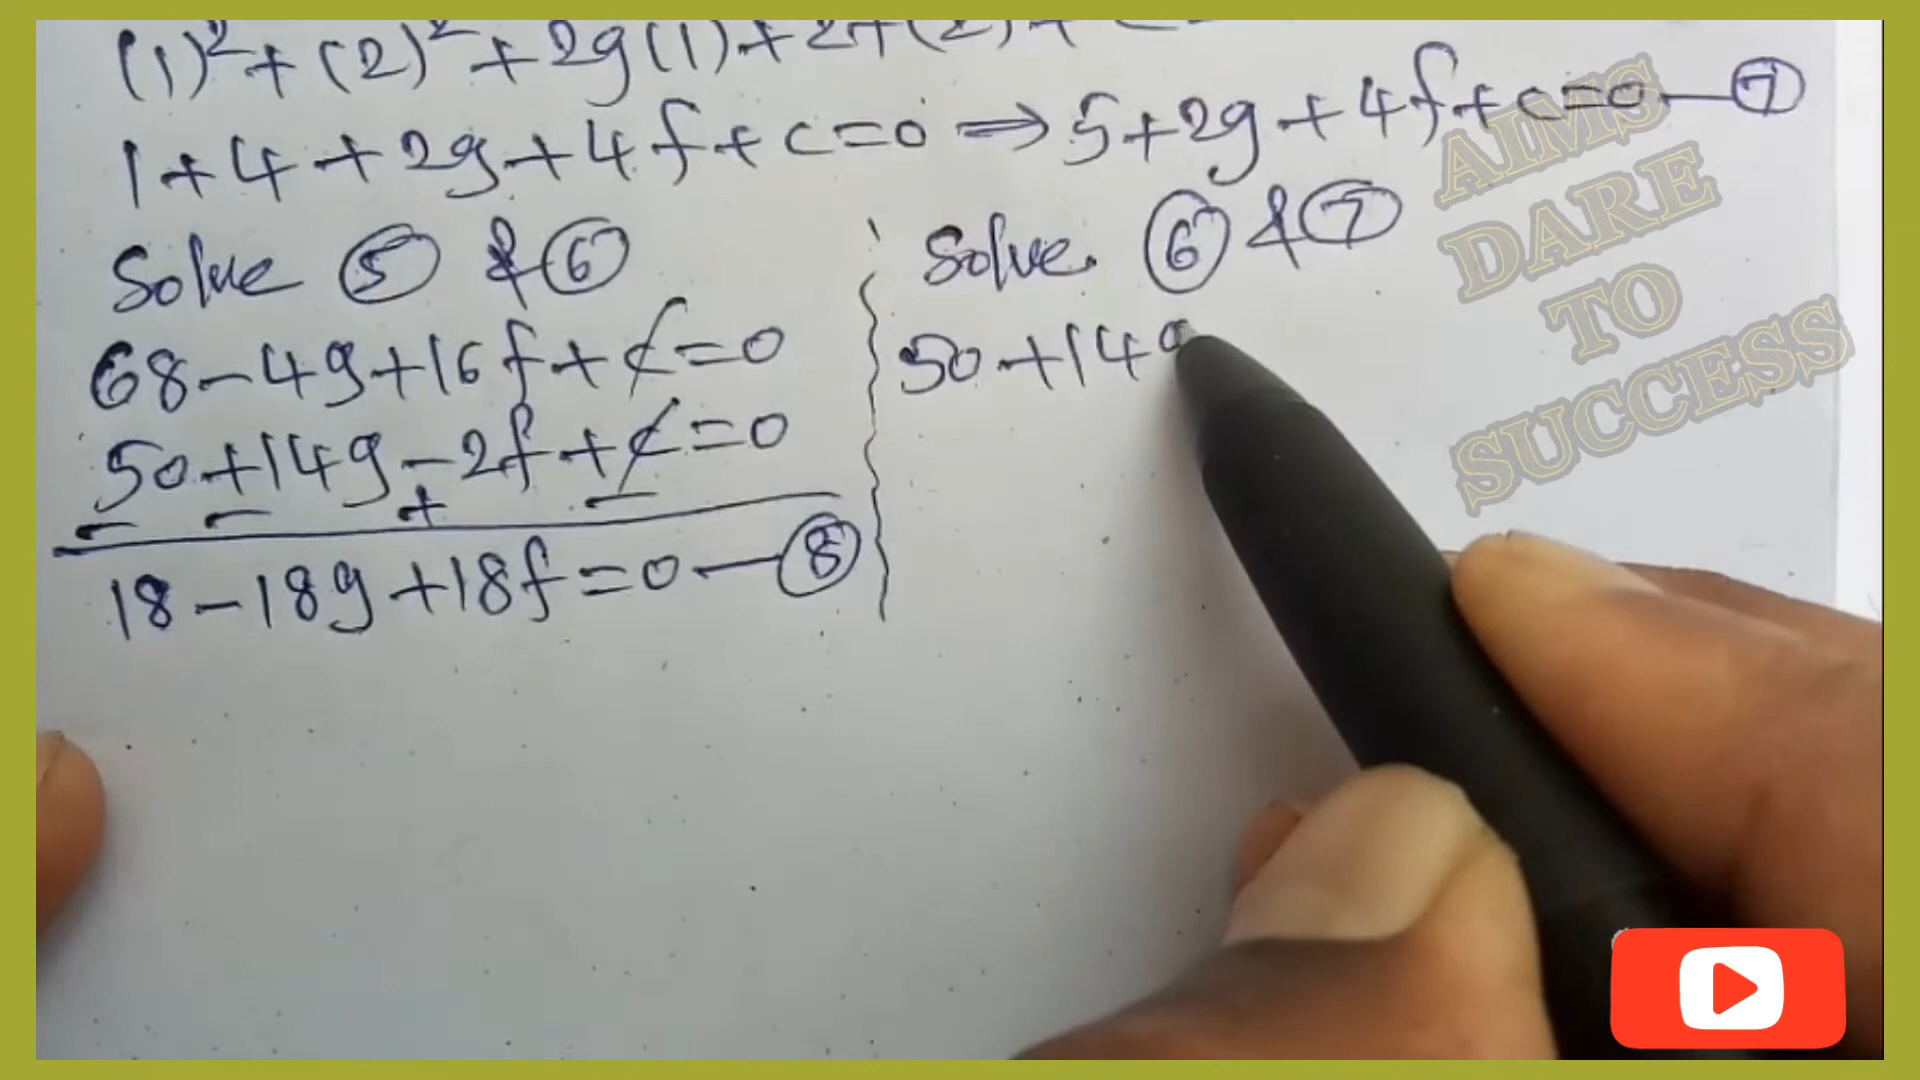 (1)² + (2)² + 2g(1) + 2f(2) +
1 + 4 + 2g + 4f + c = 0 ⇒ 5 + 2g + 4f + c = 0 — ⑦
Solve ⑤ & ⑥
68 - 4g + 16f + c = 0
50 + 14g - 2f + c = 0
- - + -
18 - 18g + 18f = 0 — ⑧
Solve ⑥ & ⑦
50 + 14g
AIMS
DARE
TO
SUCCESS